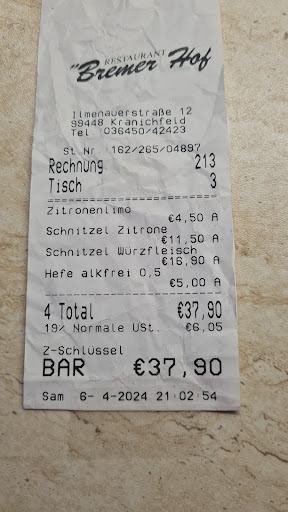 RESTAURANT
"Bremer Hof
Ilmenauerstraße 12
99448 Kranichfeld
Tel. 036450/42423
St.Nr. 162/265/04897
Rechnung 213
Tisch 3
Zitronenlimo
€4,50 A
Schnitzel Zitrone
€11,50 A
Schnitzel Würzfleisch
€16,90 A
Hefe alkfrei 0,5
€5,00 A
4 Total €37,90
19% Normale USt. €6,05
Z-Schlüssel
BAR €37,90
Sam 6- 4-2024 21:02:54